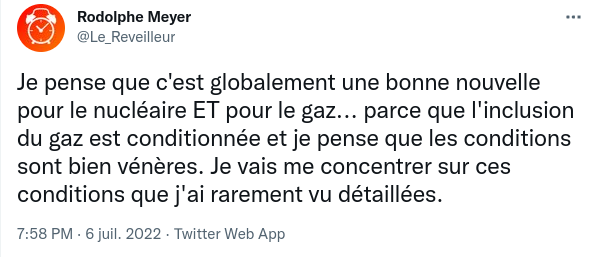 Rodolphe Meyer
@Le_Reveilleur
Je pense que c'est globalement une bonne nouvelle
pour le nucléaire ET pour le gaz... parce que l'inclusion
du gaz est conditionnée et je pense que les conditions
sont bien vénères. Je vais me concentrer sur ces
conditions que j'ai rarement vu détaillées.
7:58 PM · 6 juil. 2022 · Twitter Web App